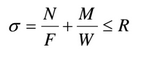 σ = N/F + M/W ≤ R